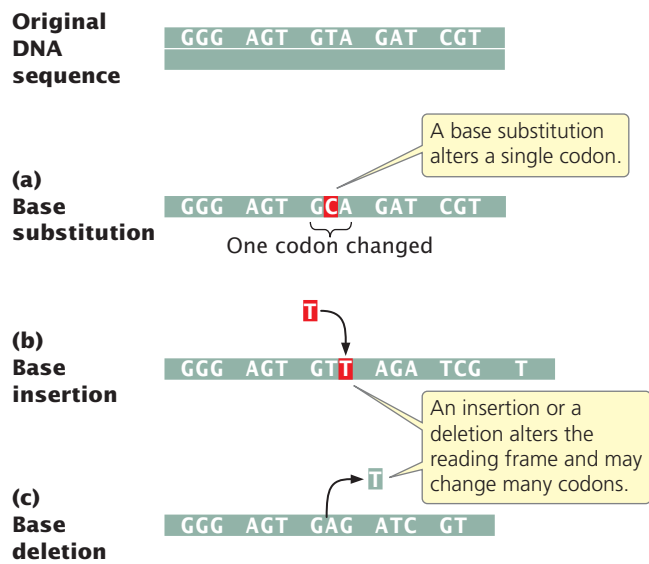 Original
DNA
sequence
GGG AGT GTA GAT CGT
A base substitution
alters a single codon.
(a)
Base
substitution
GGG AGT GCA GAT CGT
One codon changed
T
(b)
Base
insertion
GGG AGT GTT AGA TCG T
An insertion or a
deletion alters the
reading frame and may
change many codons.
T
(c)
Base
deletion
GGG AGT GAG ATC GT